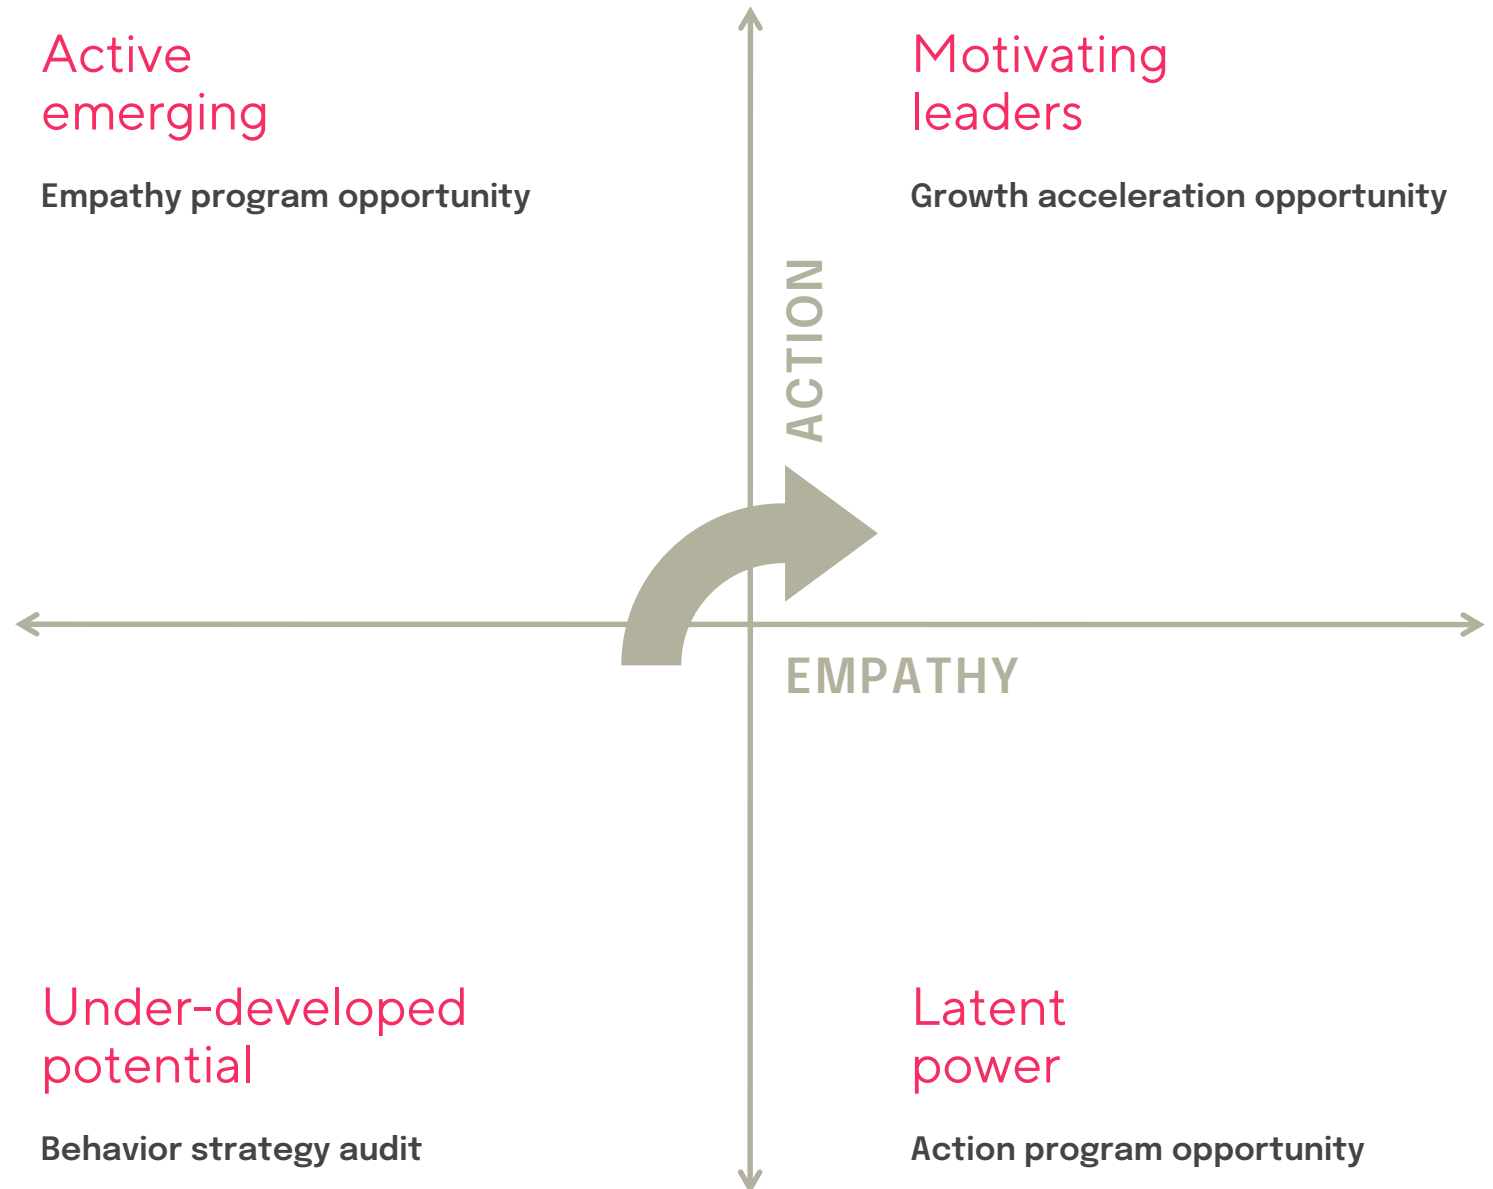 Active
emerging
Empathy program opportunity
Motivating
leaders
Growth acceleration opportunity
ACTION
EMPATHY
Under-developed
potential
Behavior strategy audit
Latent
power
Action program opportunity